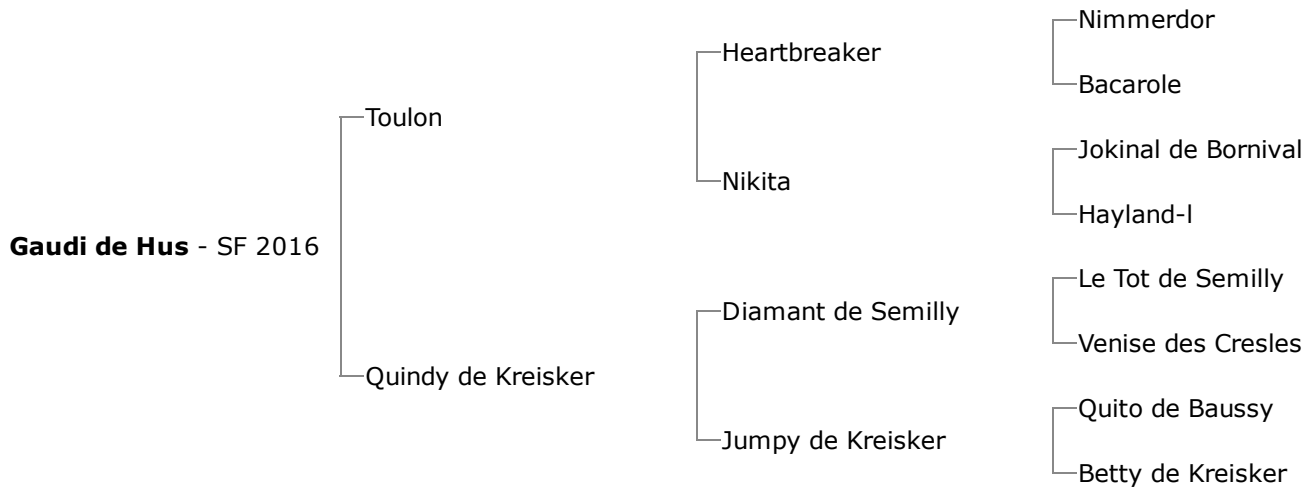 Nimmerdor
Heartbreaker
Bacarole
Toulon
Jokinal de Bornival
Nikita
Hayland-l
Gaudi de Hus - SF 2016
Le Tot de Semilly
Diamant de Semilly
Venise des Cresles
Quindy de Kreisker
Quito de Baussy
Jumpy de Kreisker
Betty de Kreisker